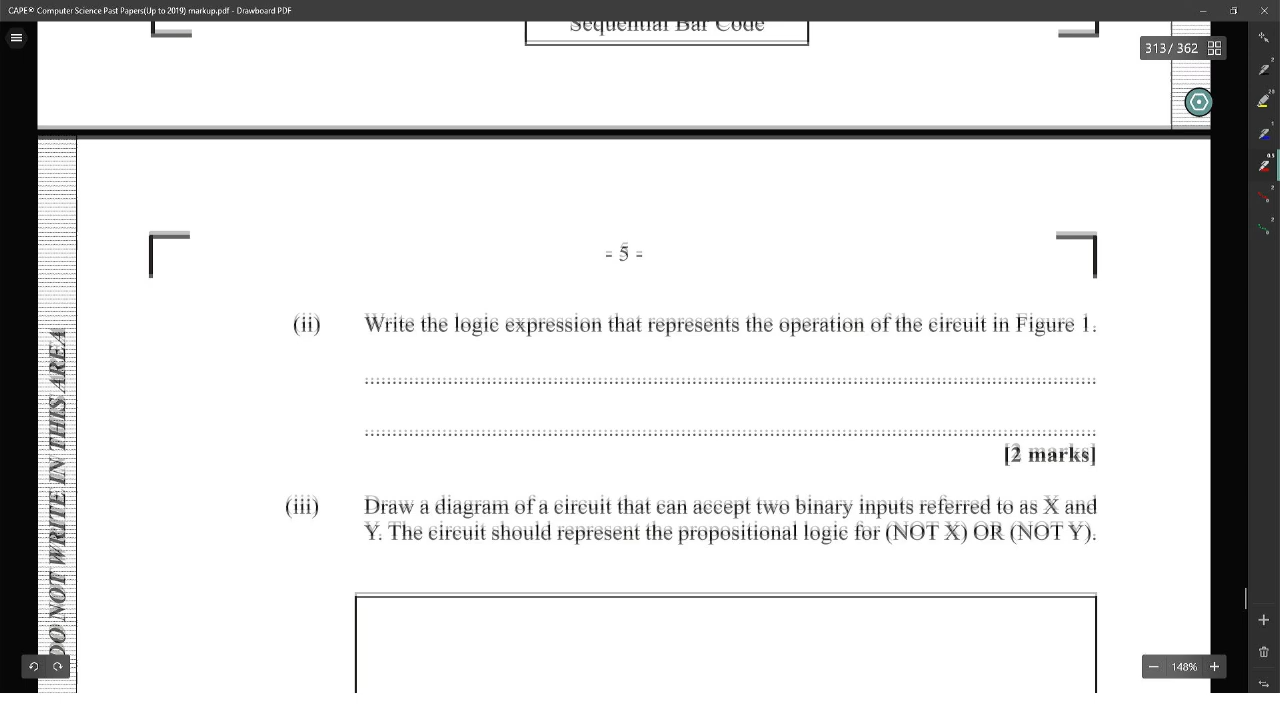 CAPE® Computer Science Past Papers(Up to 2019) markup.pdf - Drawboard PDF
Sequential Bar Code
313 / 362
- 5 -
(ii) Write the logic expression that represents the operation of the circuit in Figure 1.
[2 marks]
(iii) Draw a diagram of a circuit that can accept two binary inputs referred to as X and
Y. The circuit should represent the propositional logic for (NOT X) OR (NOT Y).
DO NOT WRITE IN THIS AREA
148%